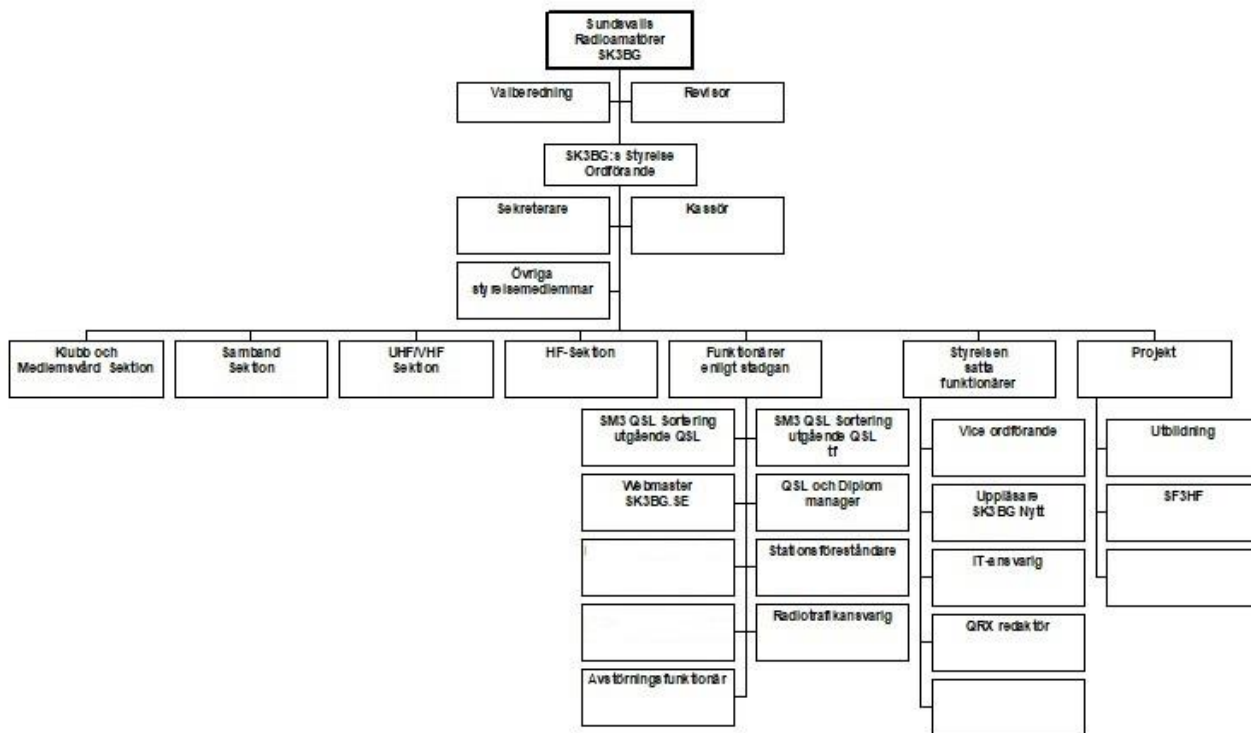 Sundsvalls
Radioamatörer
SK3BG
Valberedning
Revisor
SK3BG:s Styrelse
Ordförande
Sekreterare
Kassör
Övriga
styrelsemedlemmar
Klubb och
Medlemsvård Sektion
Samband
Sektion
UHF/VHF
Sektion
HF-Sektion
Funktionärer
enligt stadgan
Styrelsen
satta
funktionärer
Projekt
SM3 QSL Sortering
utgående QSL
SM3 QSL Sortering
utgående QSL
tf
Vice ordförande
Utbildning
Webmaster
SK3BG.SE
QSL och Diplom
manager
Uppläsare
SK3BG Nytt
SF3HF
Stationsföreståndare
IT-ansvarig
Radiotrafikansvarig
QRX redaktör
Avstörningsfunktionär